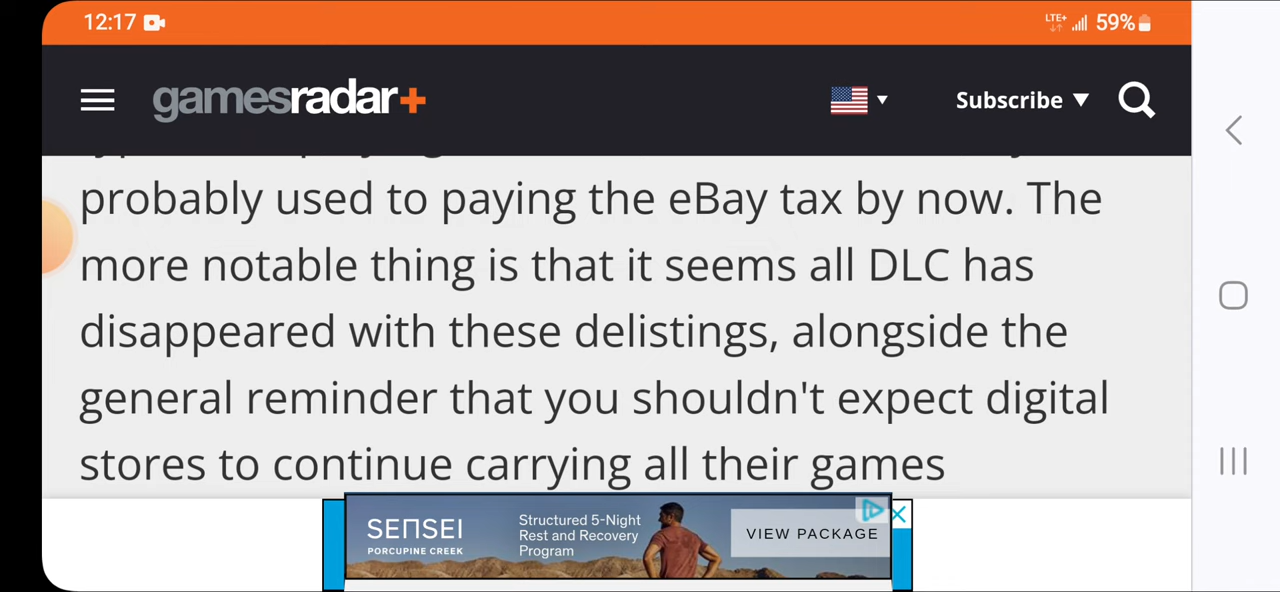 12:17
LTE+
59%
gamesradar+
Subscribe
probably used to paying the eBay tax by now. The
more notable thing is that it seems all DLC has
disappeared with these delistings, alongside the
general reminder that you shouldn't expect digital
stores to continue carrying all their games
SENSEI
PORCUPINE CREEK
Structured 5-Night
Rest and Recovery
Program
VIEW PACKAGE